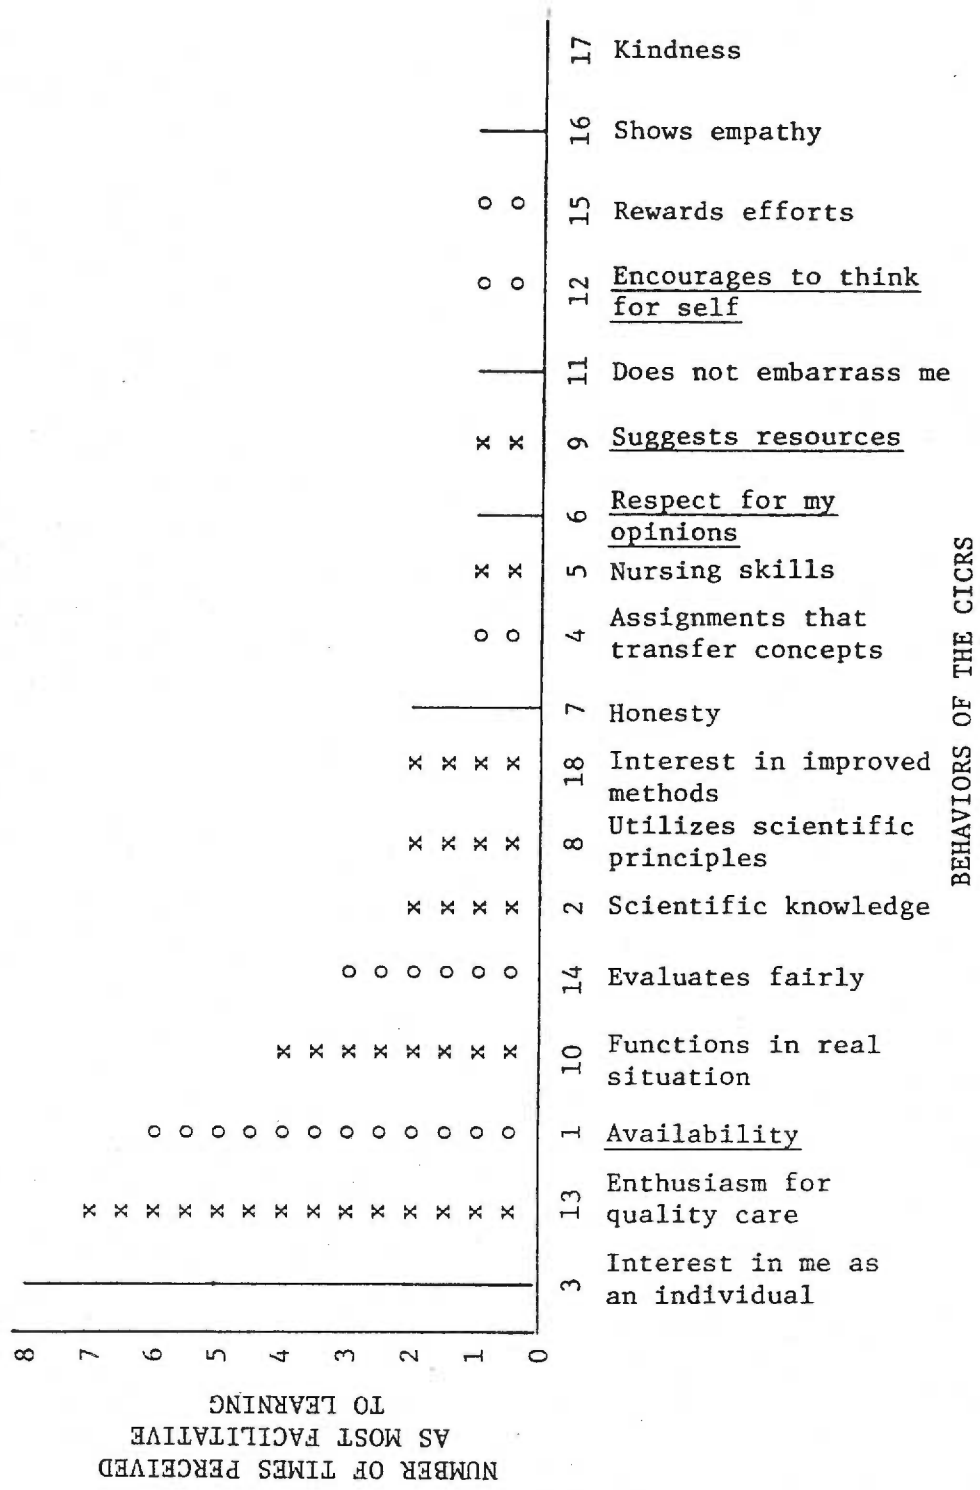 17 Kindness
16 Shows empathy
o o 15 Rewards efforts
o o 12 Encourages to think
for self
11 Does not embarrass me
x x 9 Suggests resources
6 Respect for my
opinions
x x 5 Nursing skills
o o 4 Assignments that
transfer concepts
7 Honesty
x x x x 18 Interest in improved
methods
x x x x 8 Utilizes scientific
principles
x x x x 2 Scientific knowledge
o o o o o o 14 Evaluates fairly
x x x x x x x x 10 Functions in real
situation
o o o o o o o o o o o o 1 Availability
x x x x x x x x x x x x x x 13 Enthusiasm for
quality care
3 Interest in me as
an individual
8 7 6 5 4 3 2 1 0
NUMBER OF TIMES PERCEIVED
AS MOST FACILITATIVE
TO LEARNING
BEHAVIORS OF THE CICRS